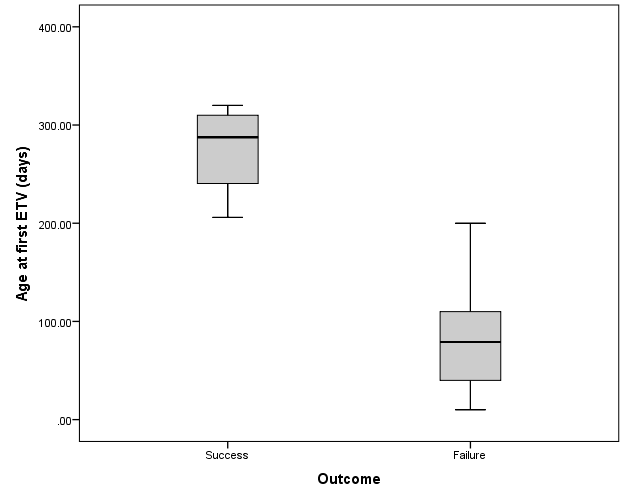 400.00
300.00
200.00
100.00
.00
Age at first ETV (days)
Success
Failure
Outcome